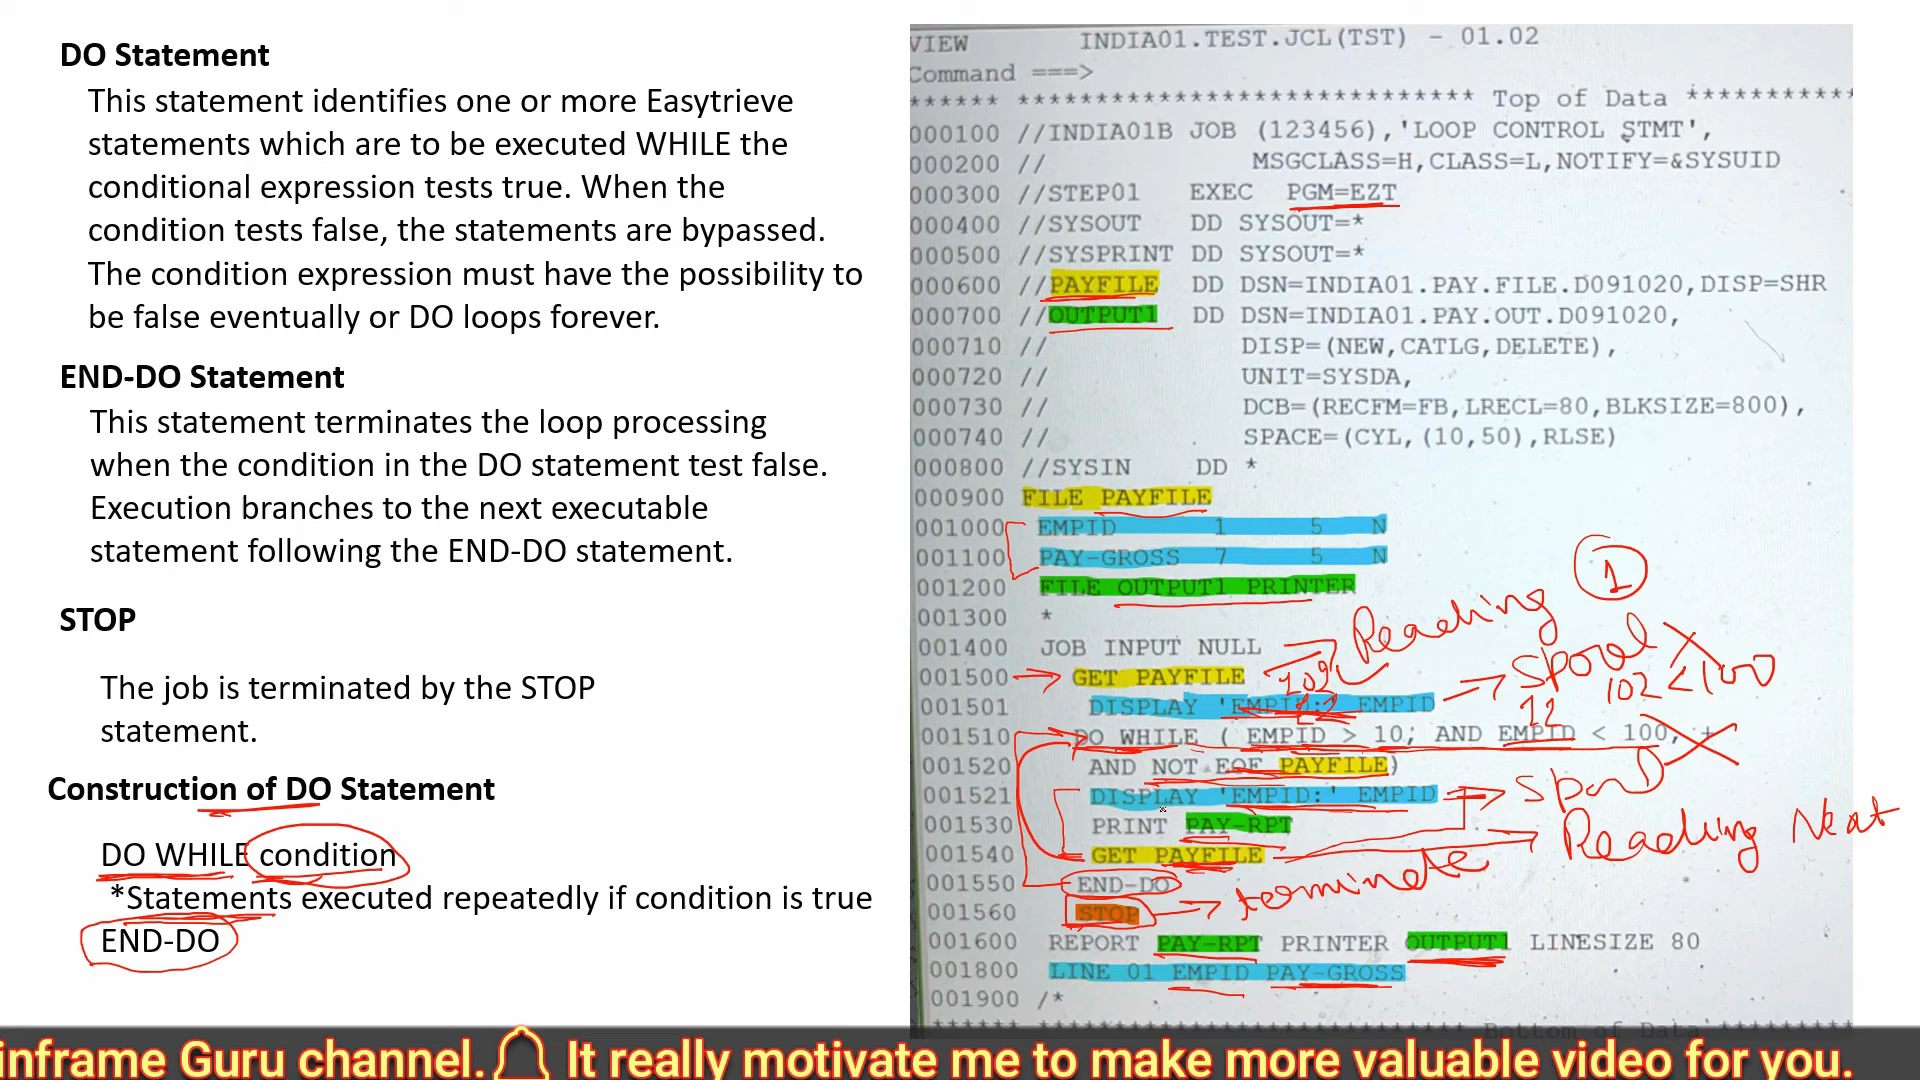 DO Statement
This statement identifies one or more Easytrieve
statements which are to be executed WHILE the
conditional expression tests true. When the
condition tests false, the statements are bypassed.
The condition expression must have the possibility to
be false eventually or DO loops forever.
END-DO Statement
This statement terminates the loop processing
when the condition in the DO statement test false.
Execution branches to the next executable
statement following the END-DO statement.
STOP
The job is terminated by the STOP
statement.
Construction of DO Statement
DO WHILE condition
*Statements executed repeatedly if condition is true
END-DO
VIEW INDIA01.TEST.JCL(TST) - 01.02
Command ===>
****** ***************************** Top of Data ***********
000100 //INDIA01B JOB (123456),'LOOP CONTROL STMT',
000200 // MSGCLASS=H,CLASS=L,NOTIFY=&SYSUID
000300 //STEP01 EXEC PGM=EZT
000400 //SYSOUT DD SYSOUT=*
000500 //SYSPRINT DD SYSOUT=*
000600 //PAYFILE DD DSN=INDIA01.PAY.FILE.D091020,DISP=SHR
000700 //OUTPUT1 DD DSN=INDIA01.PAY.OUT.D091020,
000710 // DISP=(NEW,CATLG,DELETE),
000720 // UNIT=SYSDA,
000730 // DCB=(RECFM=FB,LRECL=80,BLKSIZE=800),
000740 // SPACE=(CYL,(10,50),RLSE)
000800 //SYSIN DD *
000900 FILE PAYFILE
001000 EMPID 1 5 N
001100 PAY-GROSS 7 5 N
001200 FILE OUTPUT1 PRINTER
1
001300 *
Reading
001400 JOB INPUT NULL
001500 GET PAYFILE
Spool
102 < 100
001501 DISPLAY 'EMPID:' EMPID
12
001510 DO WHILE ( EMPID > 10, AND EMPID < 100, +
001520 AND NOT EOF PAYFILE)
001521 DISPLAY 'EMPID:' EMPID
001530 PRINT PAY-RPT
Reading Next
001540 GET PAYFILE
001550 END-DO
terminate
001560 STOP
001600 REPORT PAY-RPT PRINTER OUTPUT1 LINESIZE 80
001800 LINE 01 EMPID PAY-GROSS
001900 /*
Bottom of Data
inframe Guru channel. It really motivate me to make more valuable video for you.